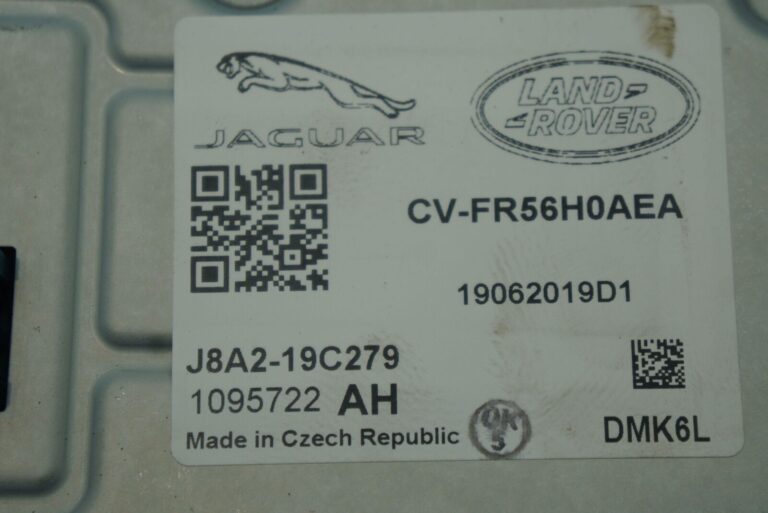 JAGUAR
LAND-
ROVER
CV-FR56H0AEA
19062019D1
J8A2-19C279
1095722 AH
Made in Czech Republic
OK
5
DMK6L